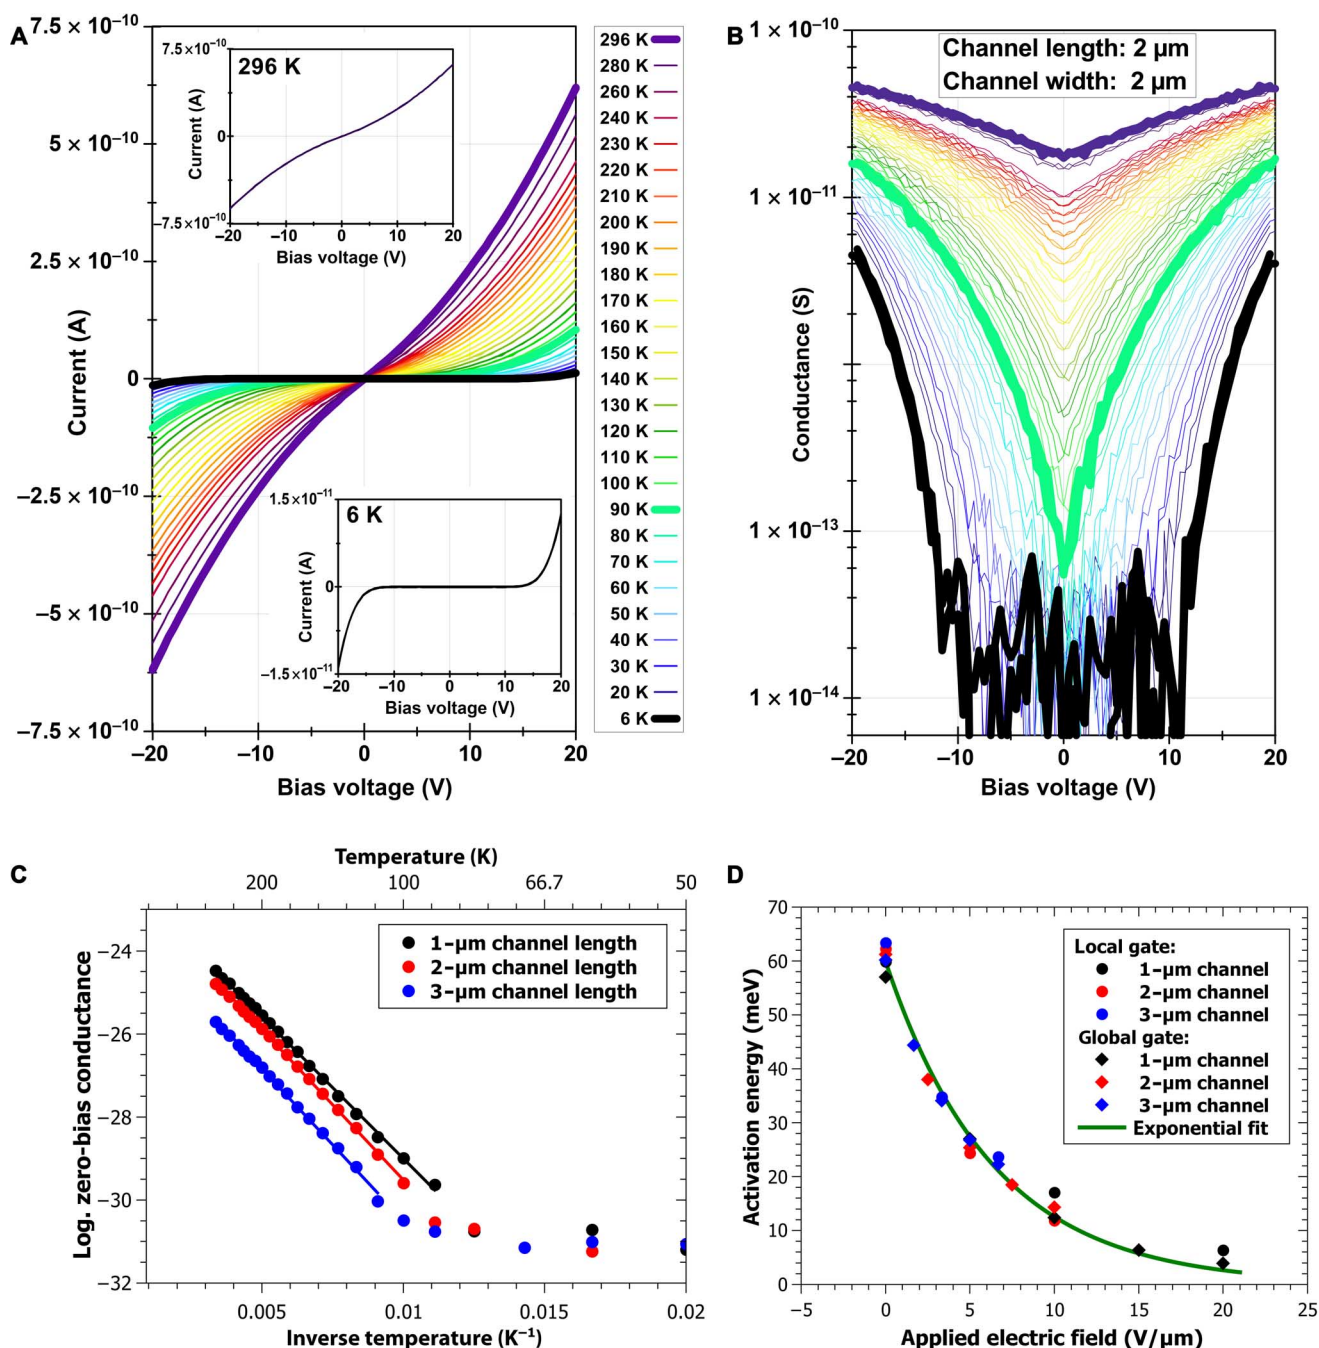 A
7.5 × 10⁻¹⁰
5 × 10⁻¹⁰
2.5 × 10⁻¹⁰
0
−2.5 × 10⁻¹⁰
−5 × 10⁻¹⁰
−7.5 × 10⁻¹⁰
Current (A)
−20 −10 0 10 20
Bias voltage (V)
7.5×10⁻¹⁰
296 K
0
−7.5×10⁻¹⁰
Current (A)
−20 −10 0 10 20
Bias voltage (V)
1.5×10⁻¹¹
6 K
0
−1.5×10⁻¹¹
Current (A)
−20 −10 0 10 20
Bias voltage (V)
296 K
280 K
260 K
240 K
230 K
220 K
210 K
200 K
190 K
180 K
170 K
160 K
150 K
140 K
130 K
120 K
110 K
100 K
90 K
80 K
70 K
60 K
50 K
40 K
30 K
20 K
6 K
B
1 × 10⁻¹⁰
1 × 10⁻¹¹
1 × 10⁻¹³
1 × 10⁻¹⁴
Conductance (S)
Channel length: 2 μm
Channel width: 2 μm
−20 −10 0 10 20
Bias voltage (V)
C
Temperature (K)
200 100 66.7 50
−24
−26
−28
−30
−32
Log. zero-bias conductance
1-μm channel length
2-μm channel length
3-μm channel length
0.005 0.01 0.015 0.02
Inverse temperature (K⁻¹)
D
70
60
50
40
30
20
10
0
Activation energy (meV)
Local gate:
1-μm channel
2-μm channel
3-μm channel
Global gate:
1-μm channel
2-μm channel
3-μm channel
Exponential fit
−5 0 5 10 15 20 25
Applied electric field (V/μm)